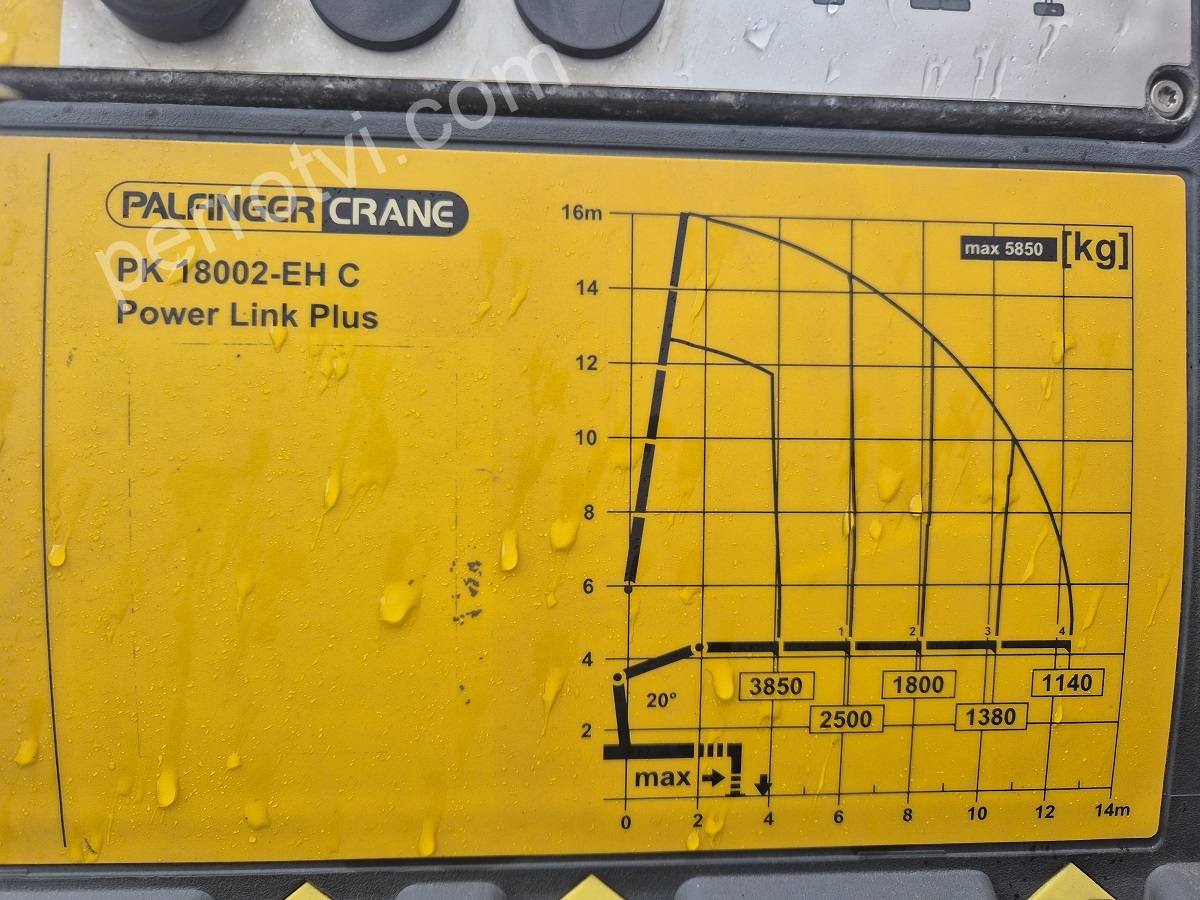 perrotvi.com
PALFINGER CRANE
PK 18002-EH C
Power Link Plus
16m
max 5850 [kg]
14
12
10
8
6
4
2
1 2 3 4
20°
3850 1800 1140
2500 1380
max
0 2 4 6 8 10 12 14m